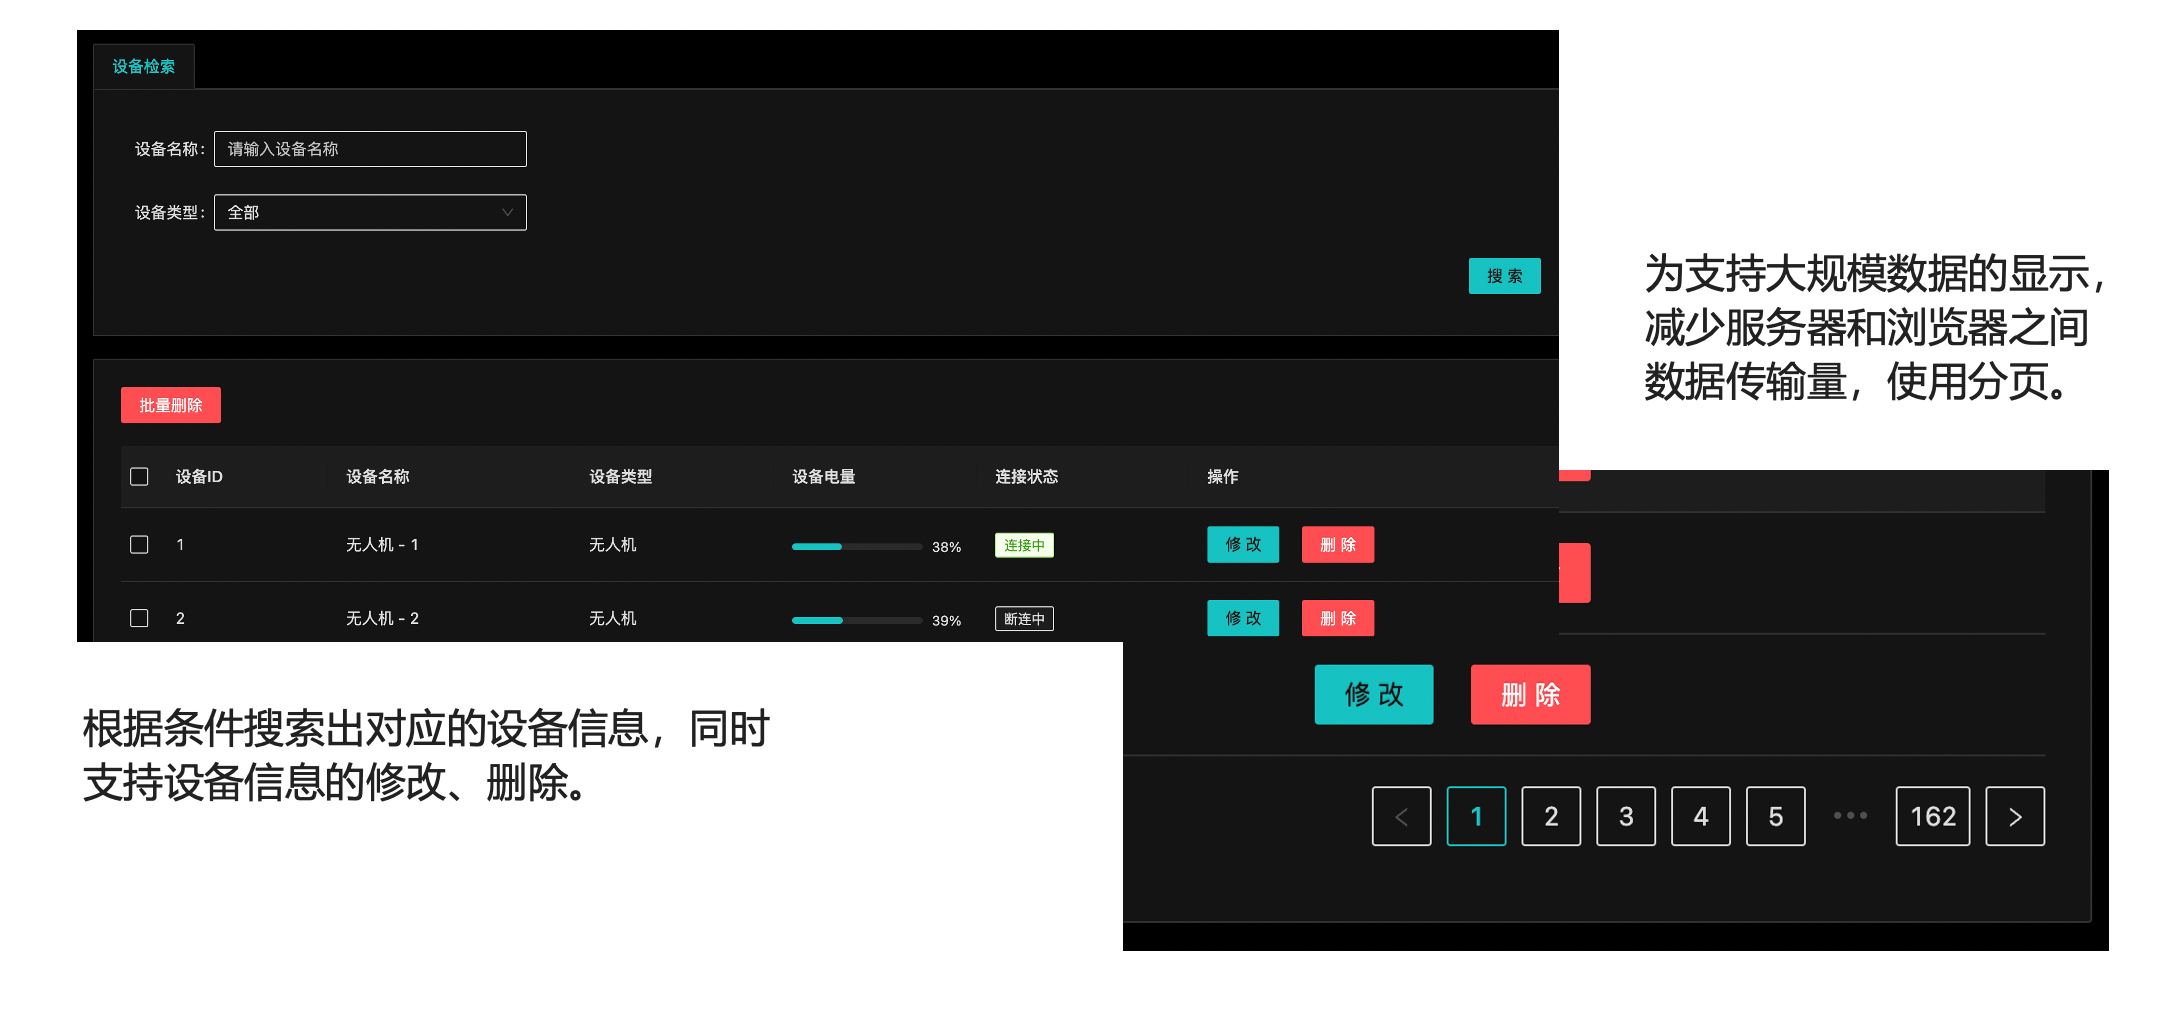 设备检索
设备名称：请输入设备名称
设备类型：全部
搜 索
批量删除
设备ID 设备名称 设备类型 设备电量 连接状态 操作
1 无人机 - 1 无人机 38% 连接中 修 改 删 除
2 无人机 - 2 无人机 39% 断连中 修 改 删 除
为支持大规模数据的显示，
减少服务器和浏览器之间
数据传输量，使用分页。
根据条件搜索出对应的设备信息，同时
支持设备信息的修改、删除。
修 改 删 除
< 1 2 3 4 5 ••• 162 >